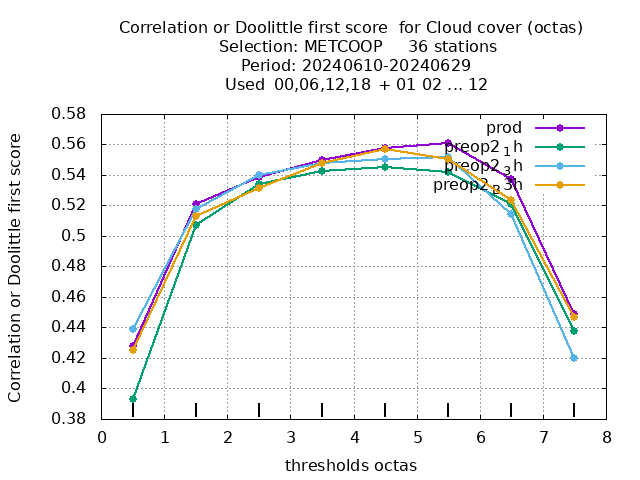 Correlation or Doolittle first score  for Cloud cover (octas)
Selection: METCOOP     36 stations
Period: 20240610-20240629
Used  00,06,12,18 + 01 02 ... 12
Correlation or Doolittle first score
0.58
0.56
0.54
0.52
0.5
0.48
0.46
0.44
0.42
0.4
0.38
prod
preop2_1h
preop2_3h
preop2_B3h
0 1 2 3 4 5 6 7 8
thresholds octas